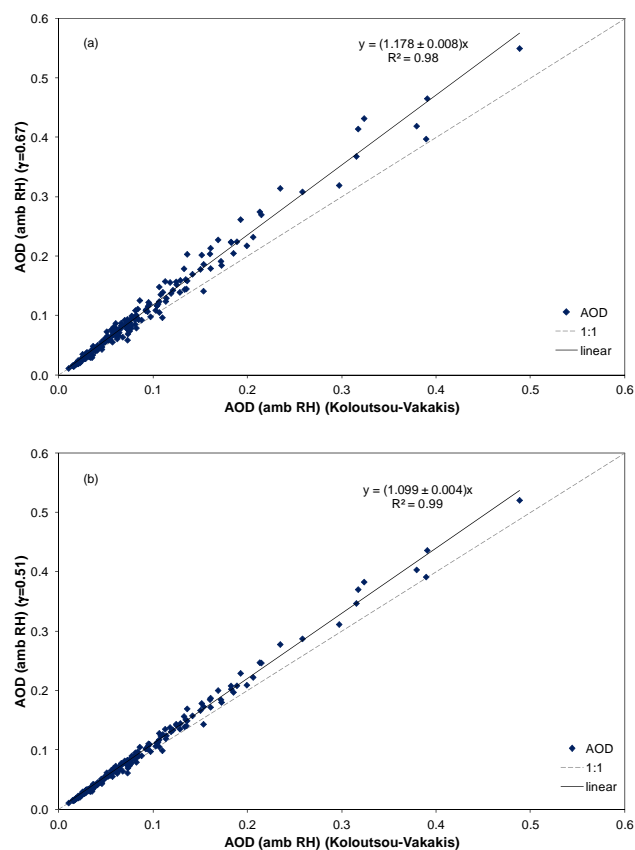 (a)
y = (1.178 ± 0.008)x
R² = 0.98
0.6
0.5
0.4
0.3
0.2
0.1
0.0
AOD (amb RH) (γ=0.67)
AOD
1:1
linear
0.0 0.1 0.2 0.3 0.4 0.5 0.6
AOD (amb RH) (Koloutsou-Vakakis)
(b)
y = (1.099 ± 0.004)x
R² = 0.99
0.6
0.5
0.4
0.3
0.2
0.1
0.0
AOD (amb RH) (γ=0.51)
AOD
1:1
linear
0.0 0.1 0.2 0.3 0.4 0.5 0.6
AOD (amb RH) (Koloutsou-Vakakis)